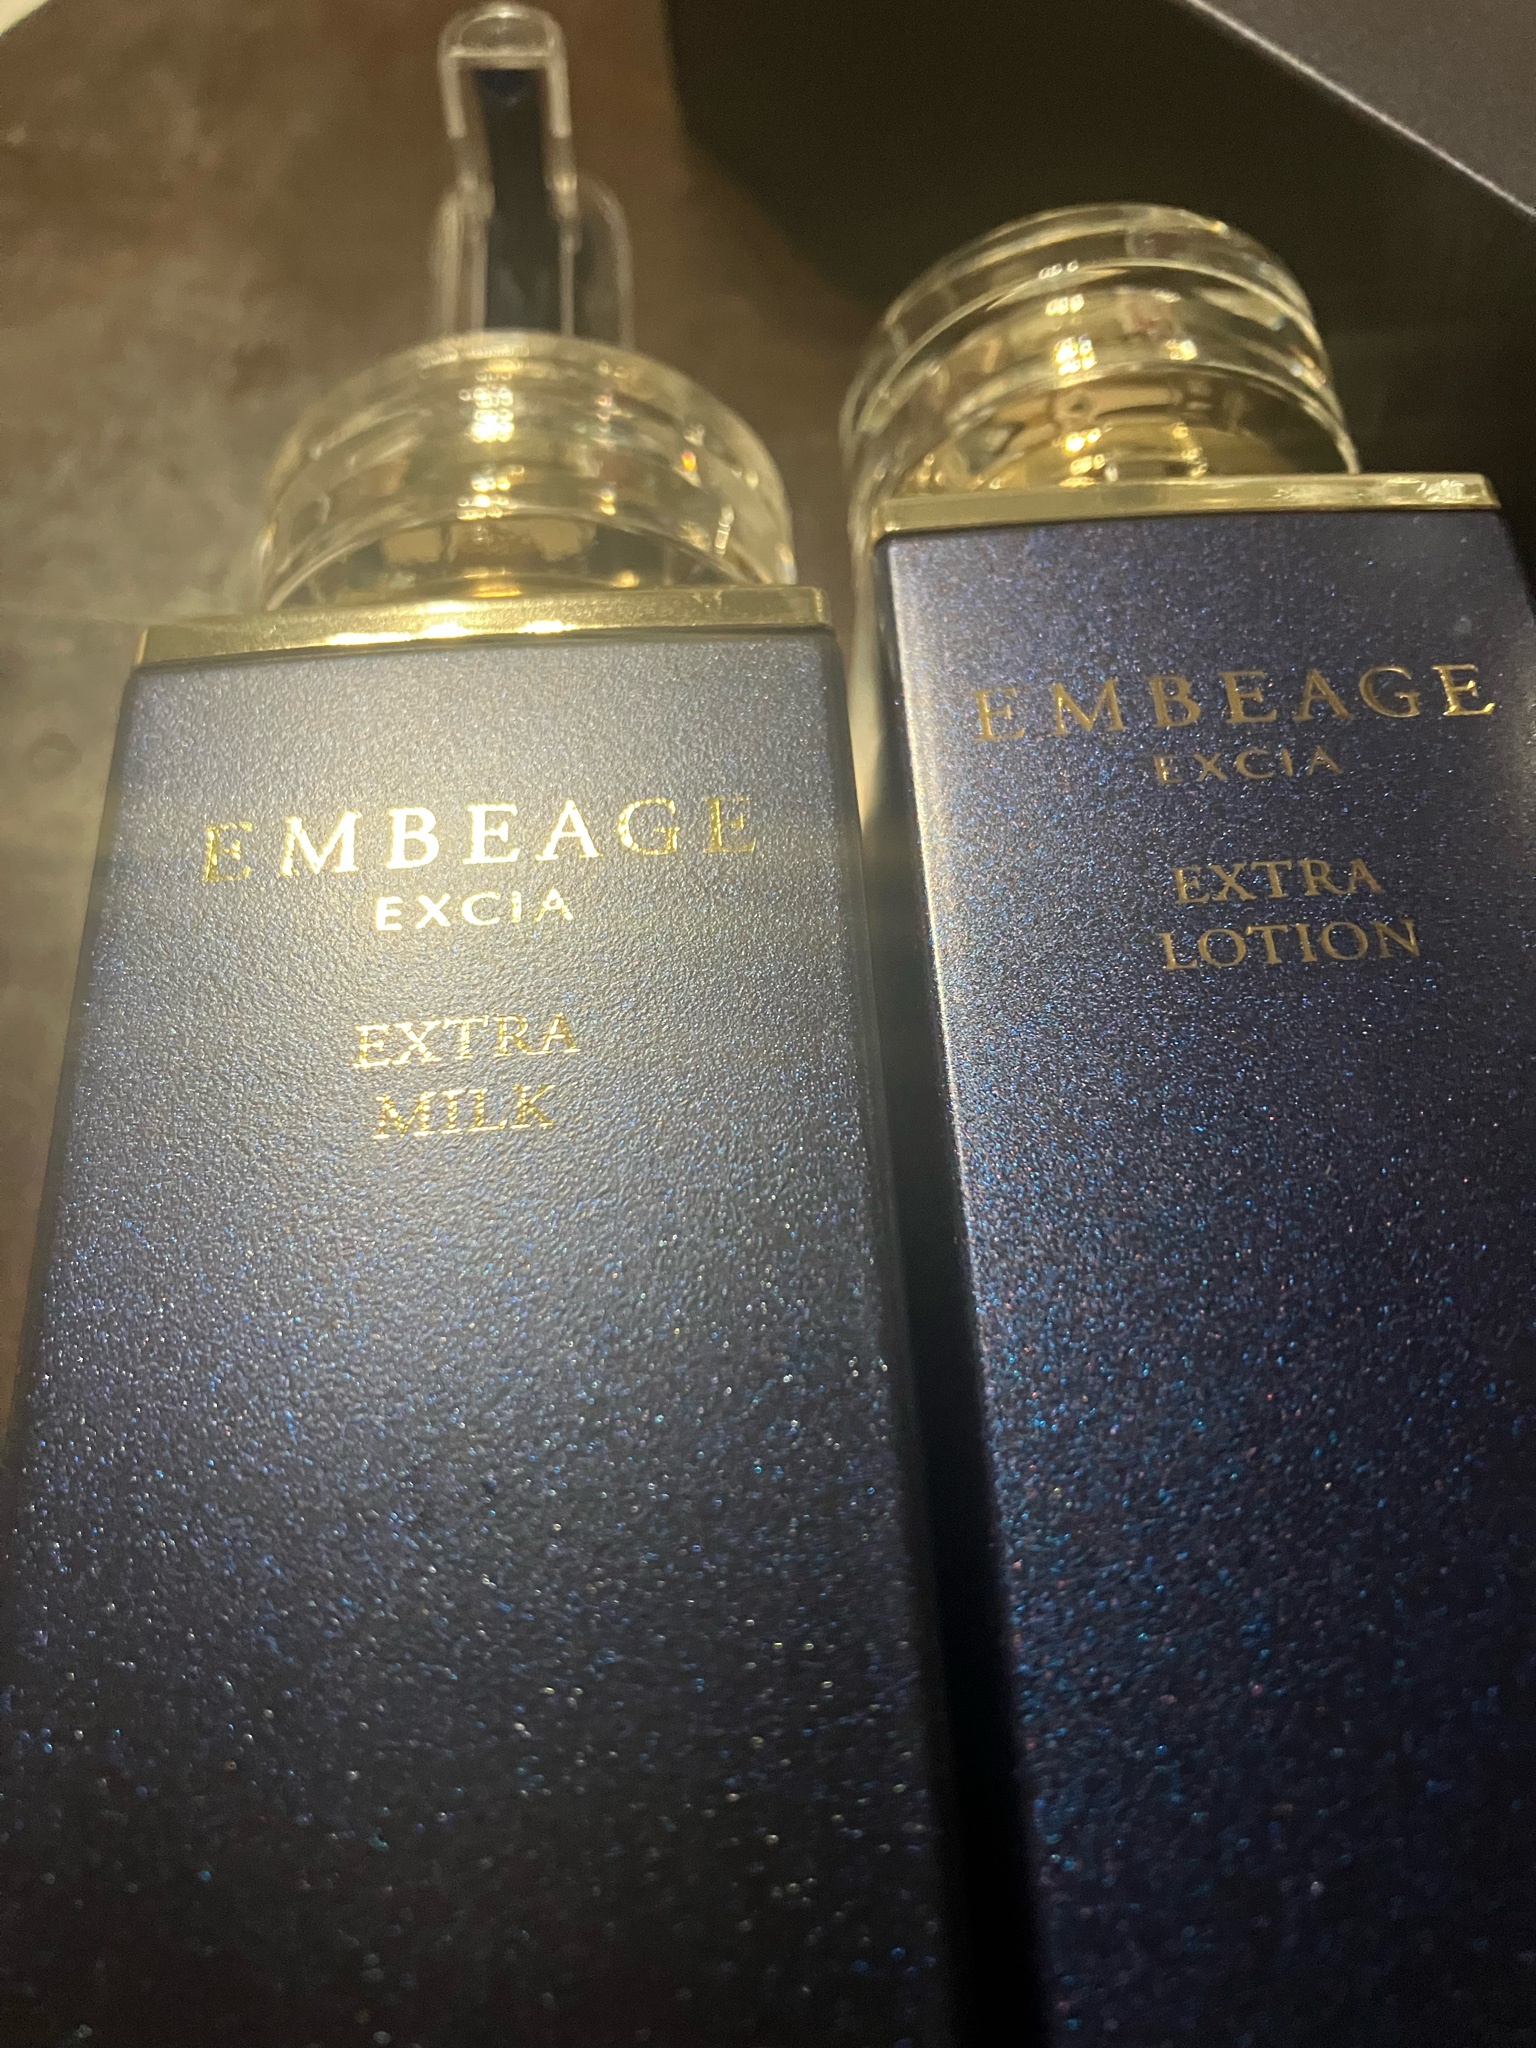 EMBEAGE
EXCIA
EXTRA
MILK
EMBEAGE
EXCIA
EXTRA
LOTION